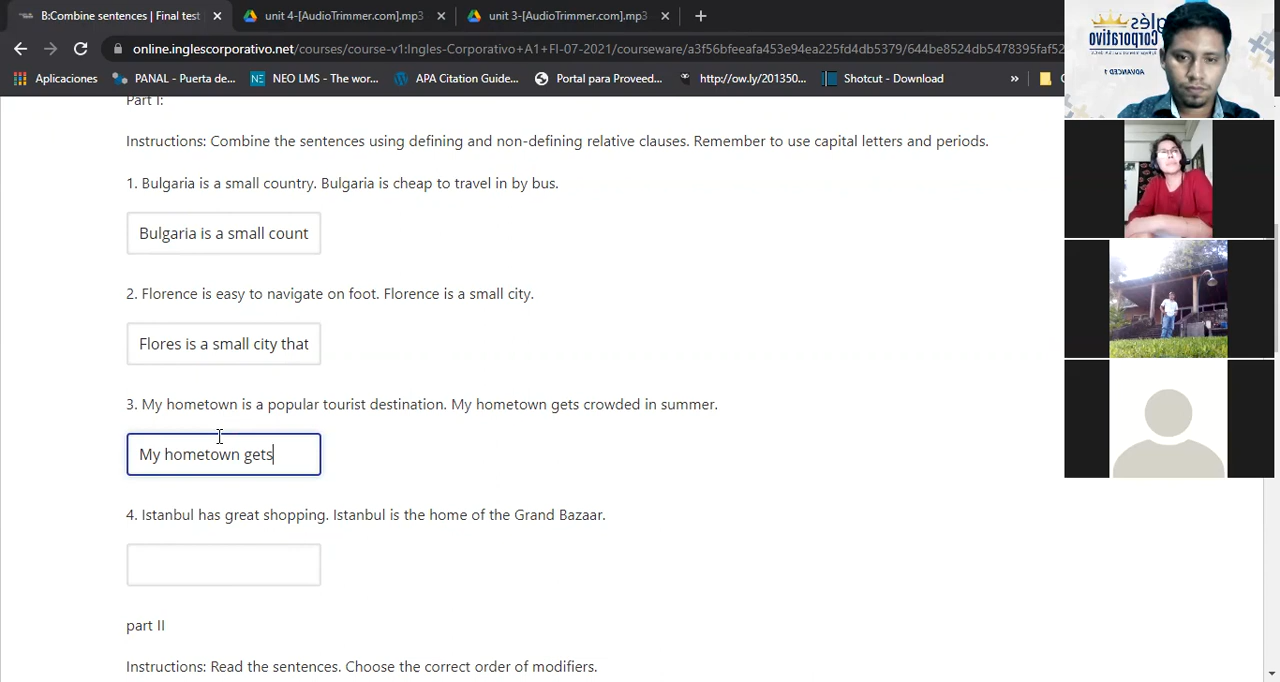 B:Combine sentences | Final test
unit 4-[AudioTrimmer.com].mp3
unit 3-[AudioTrimmer.com].mp3
online.inglescorporativo.net/courses/course-v1:Ingles-Corporativo+A1+FI-07-2021/courseware/a3f56bfeeafa453e94ea225fd4db5379/644be8524db5478395faf52
Aplicaciones
PANAL - Puerta de...
NEO LMS - The wor...
APA Citation Guide...
Portal para Proveed...
http://ow.ly/201350...
Shotcut - Download
»
Inglés
Corporativo
ADVANCED 1
Part I:
Instructions: Combine the sentences using defining and non-defining relative clauses. Remember to use capital letters and periods.
1. Bulgaria is a small country. Bulgaria is cheap to travel in by bus.
Bulgaria is a small count
2. Florence is easy to navigate on foot. Florence is a small city.
Flores is a small city that
3. My hometown is a popular tourist destination. My hometown gets crowded in summer.
My hometown gets
4. Istanbul has great shopping. Istanbul is the home of the Grand Bazaar.
part II
Instructions: Read the sentences. Choose the correct order of modifiers.